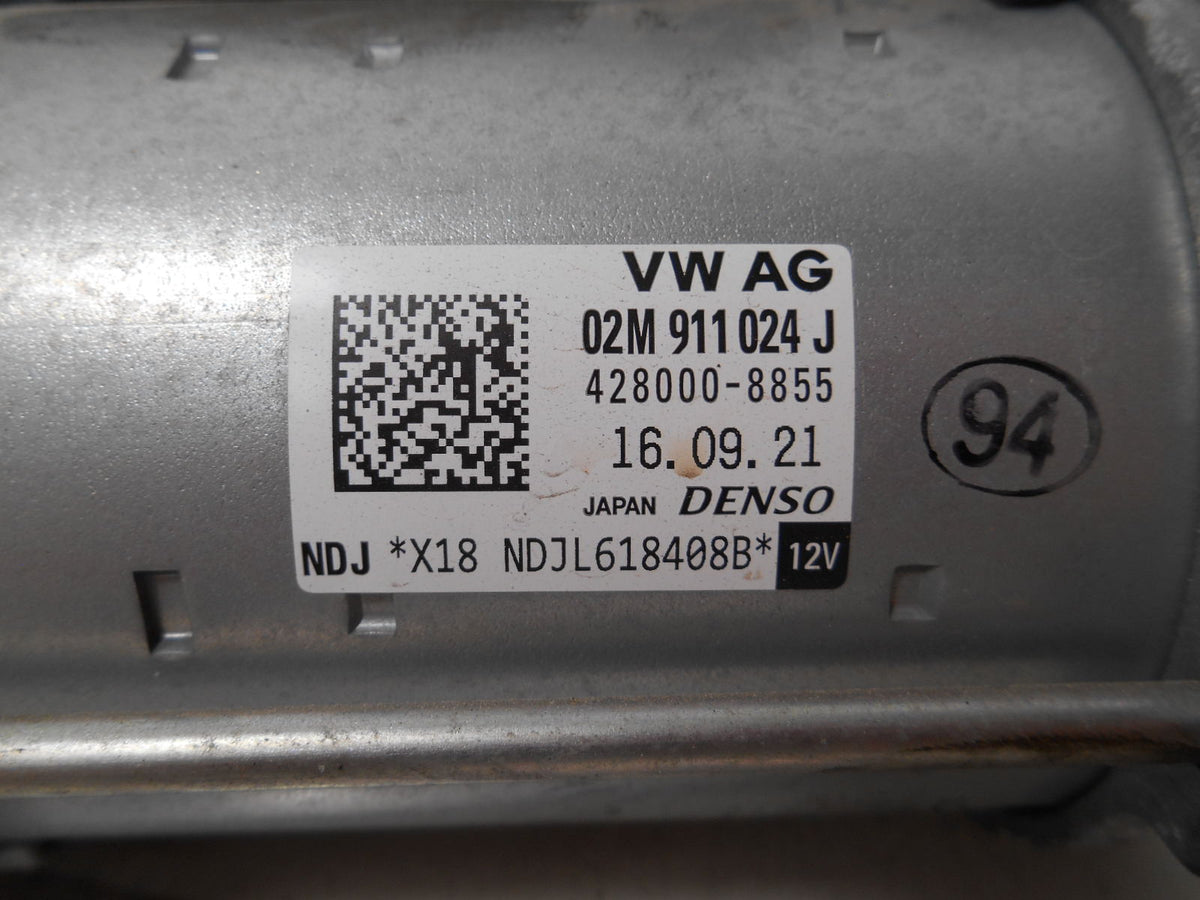 VW AG
02M 911 024 J
428000-8855
16.09.21
JAPAN DENSO
NDJ *X18 NDJL618408B* 12V
94